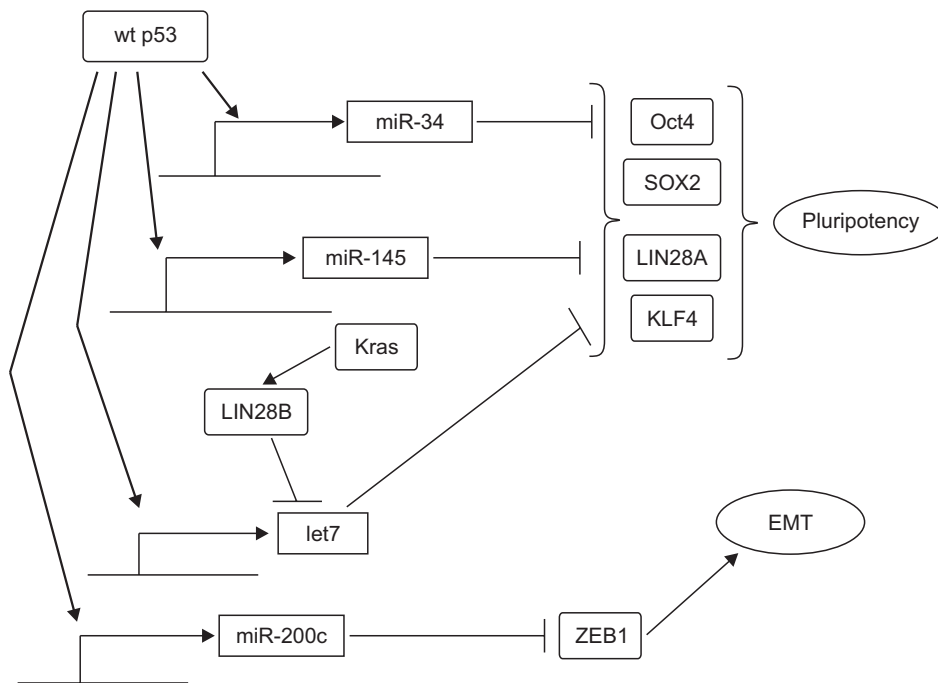 wt p53
miR-34
Oct4
SOX2
Pluripotency
miR-145
LIN28A
KLF4
Kras
LIN28B
let7
EMT
miR-200c
ZEB1